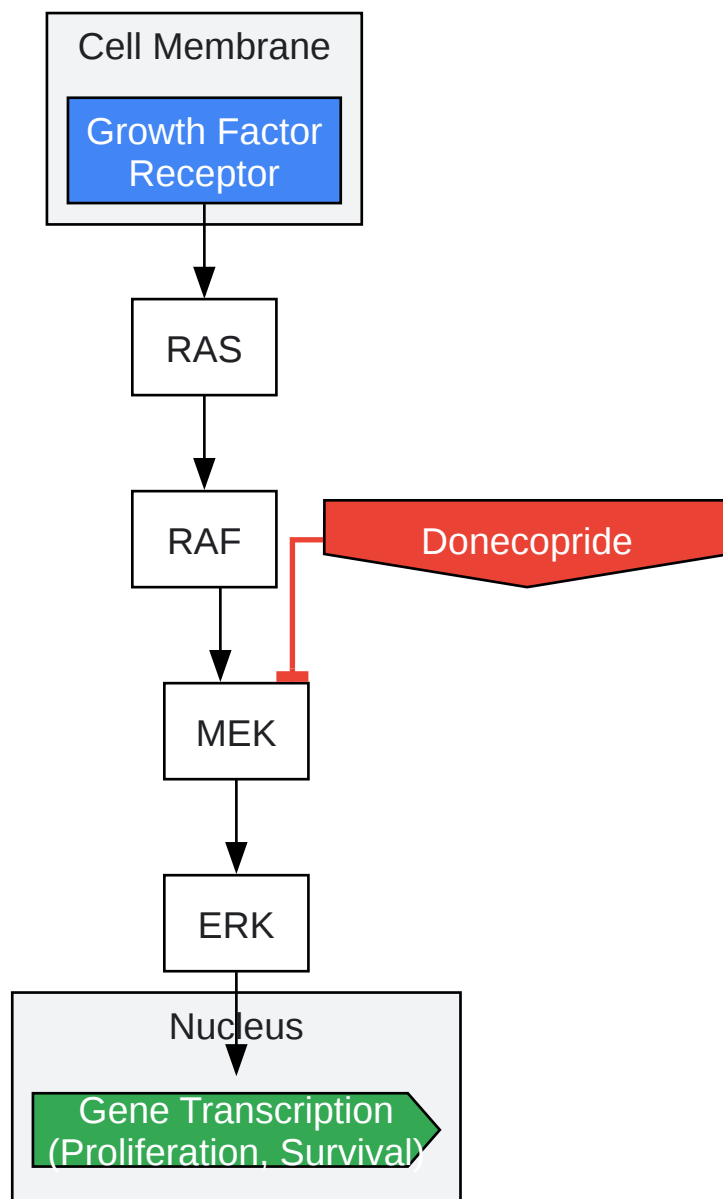 Cell Membrane
Growth Factor
Receptor
RAS
RAF
Donecopride
MEK
ERK
Nucleus
Gene Transcription
(Proliferation, Survival)